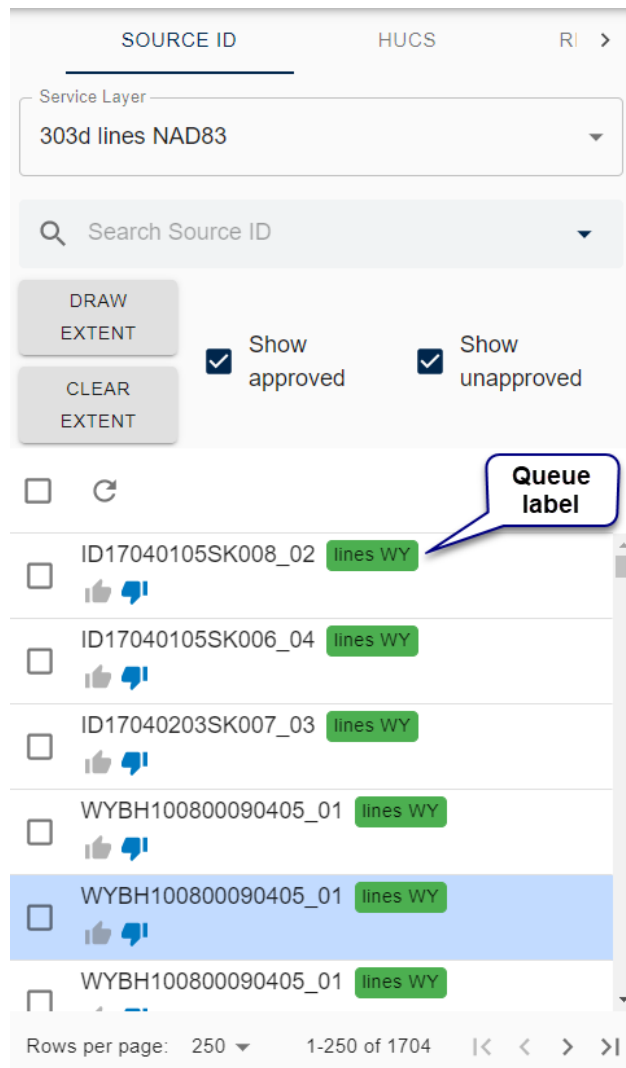 SOURCE ID HUCS
Service Layer
303d lines NAD83
Search Source ID
DRAW
EXTENT
Show
approved
Show
unapproved
CLEAR
EXTENT
Queue
label
ID17040105SK008_02 lines WY
ID17040105SK006_04 lines WY
ID17040203SK007_03 lines WY
WYBH100800090405_01 lines WY
WYBH100800090405_01 lines WY
WYBH100800090405_01 lines WY
Rows per page: 250 1-250 of 1704